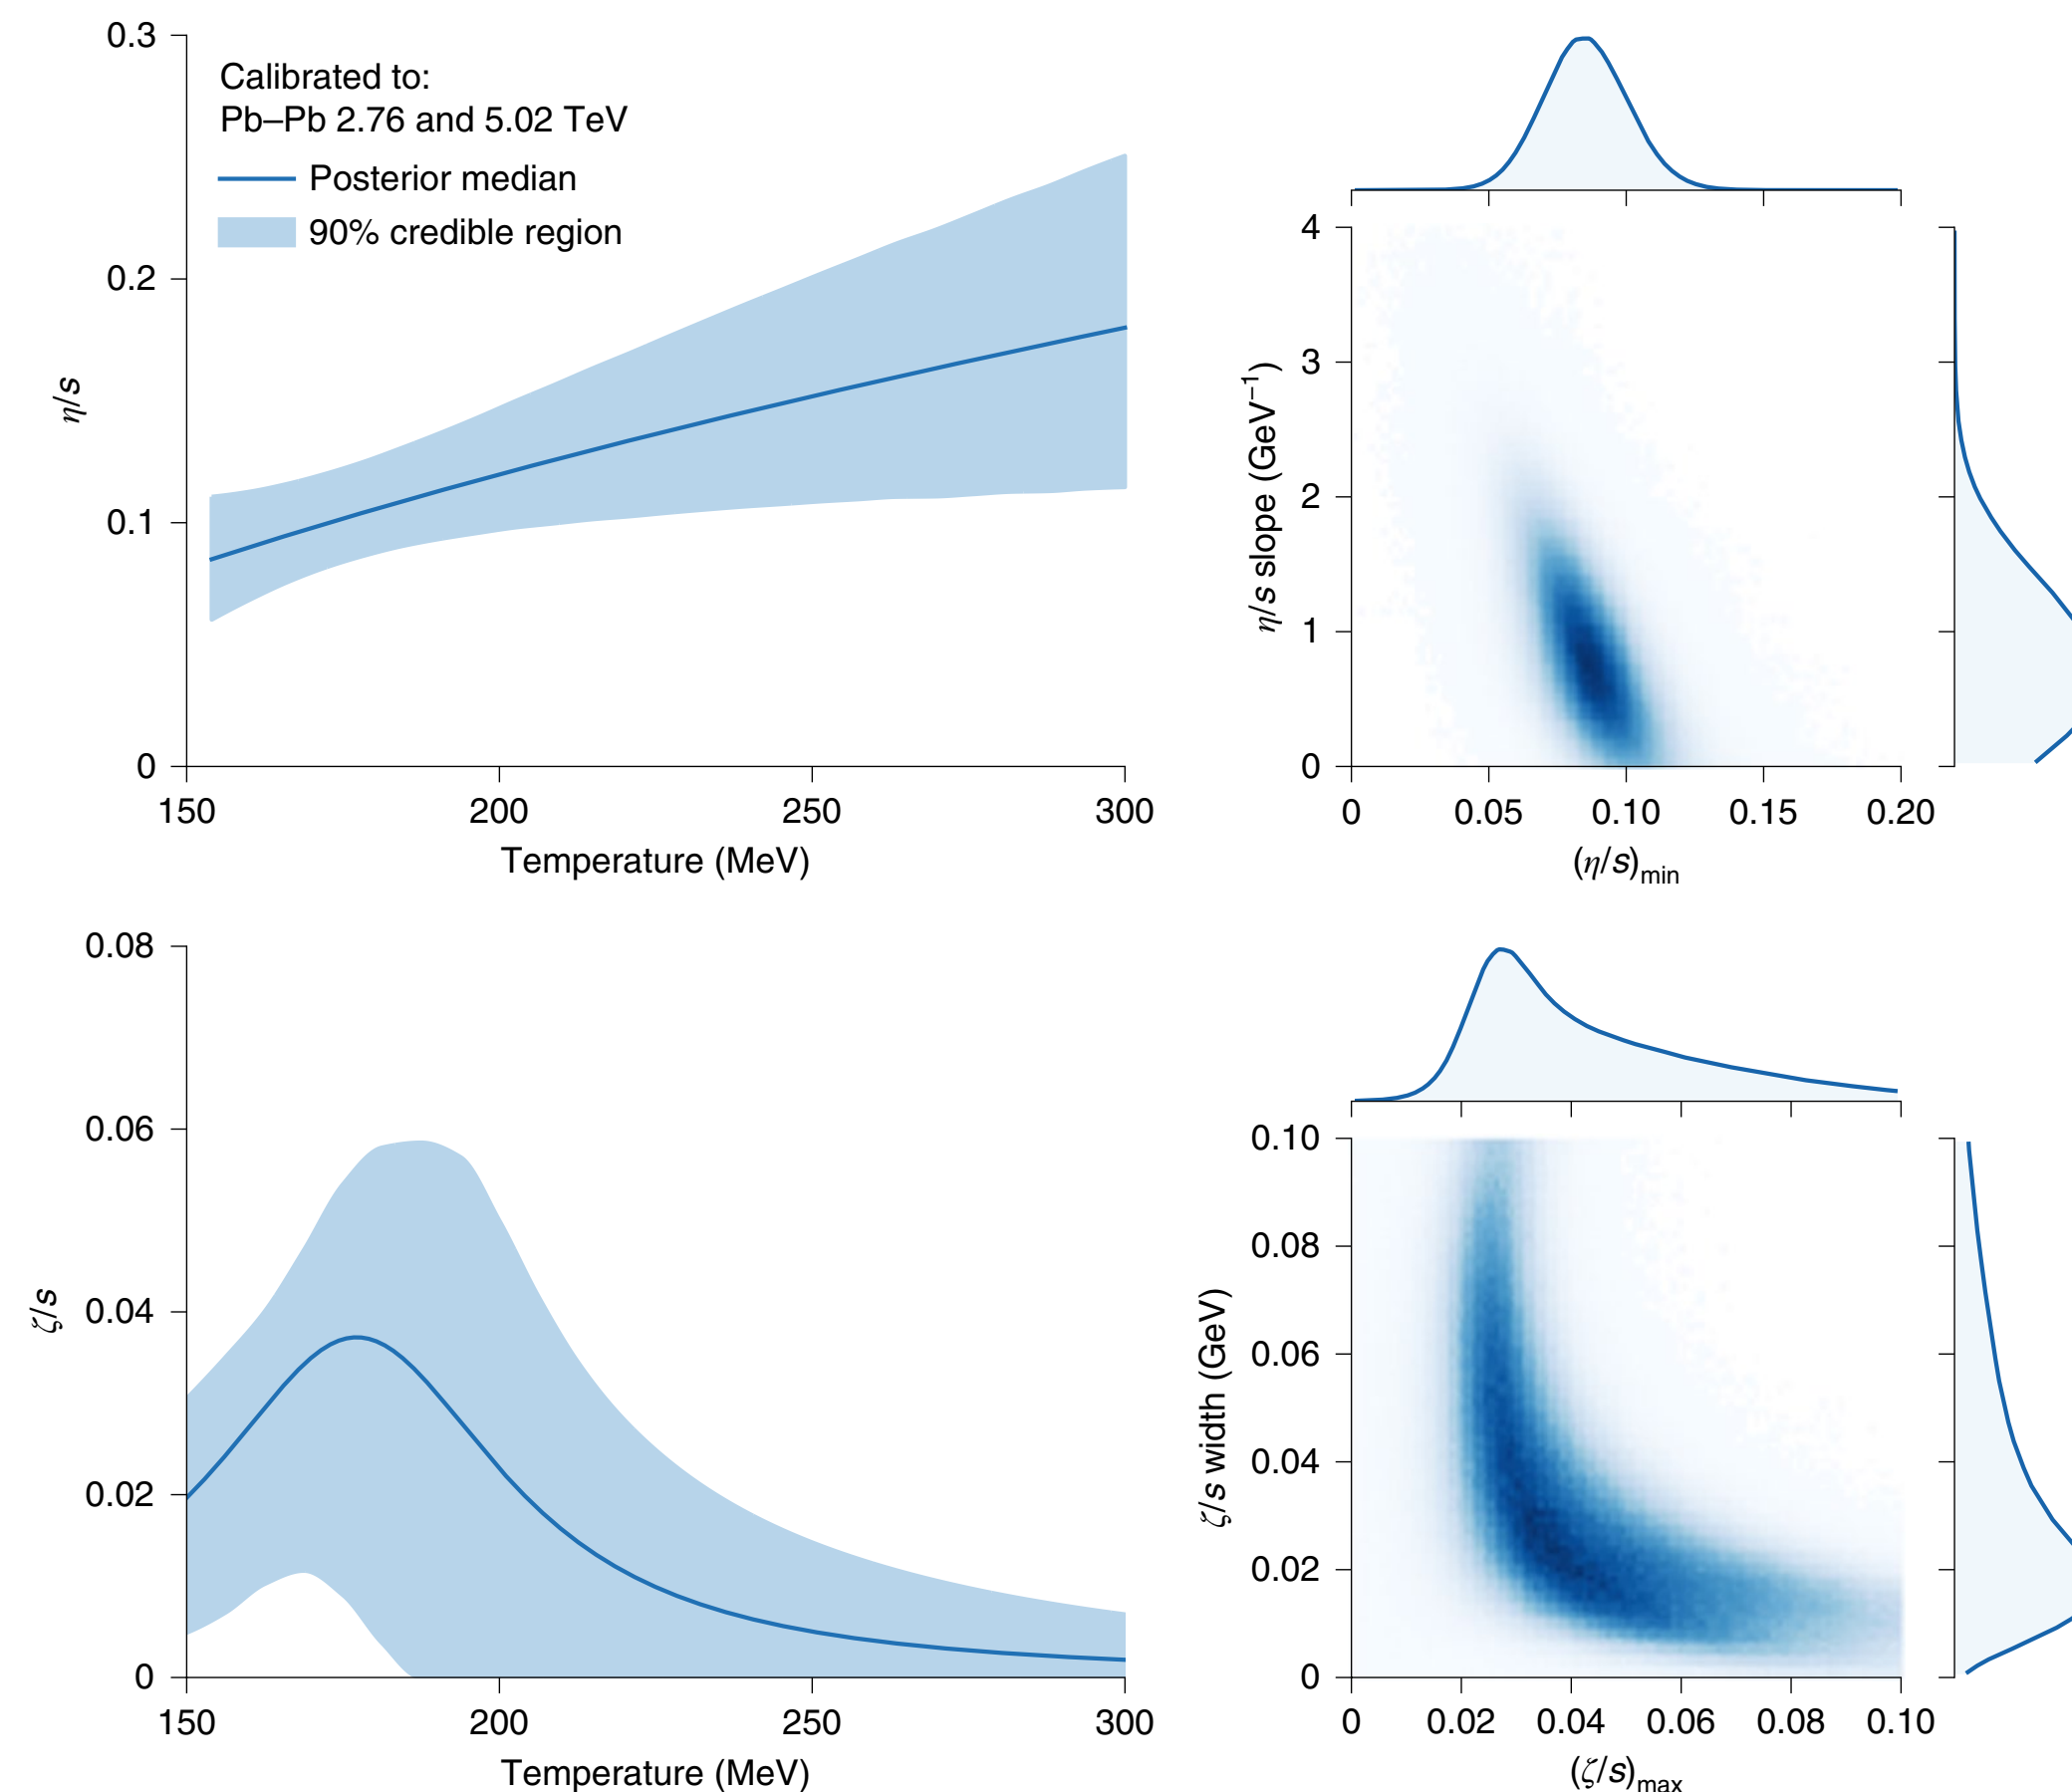 0.3
0.2
0.1
0
Calibrated to:
Pb–Pb 2.76 and 5.02 TeV
Posterior median
90% credible region
η/s
150 200 250 300
Temperature (MeV)
4
3
2
1
0
η/s slope (GeV⁻¹)
0 0.05 0.10 0.15 0.20
(η/s)min
0.08
0.06
0.04
0.02
0
ζ/s
150 200 250 300
Temperature (MeV)
0.10
0.08
0.06
0.04
0.02
0
ζ/s width (GeV)
0 0.02 0.04 0.06 0.08 0.10
(ζ/s)max